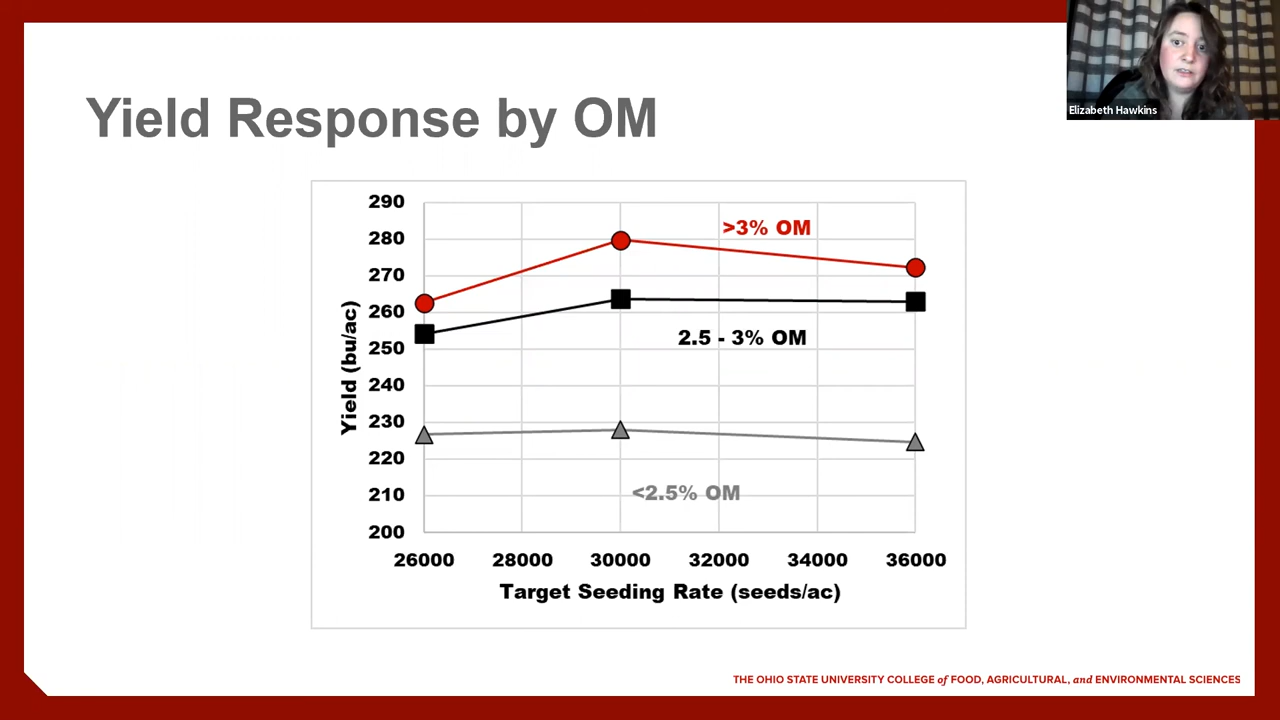 Elizabeth Hawkins
Yield Response by OM
290
280
270
260
250
240
230
220
210
200
Yield (bu/ac)
>3% OM
2.5 - 3% OM
<2.5% OM
26000 28000 30000 32000 34000 36000
Target Seeding Rate (seeds/ac)
THE OHIO STATE UNIVERSITY COLLEGE of FOOD, AGRICULTURAL, and ENVIRONMENTAL SCIENCES